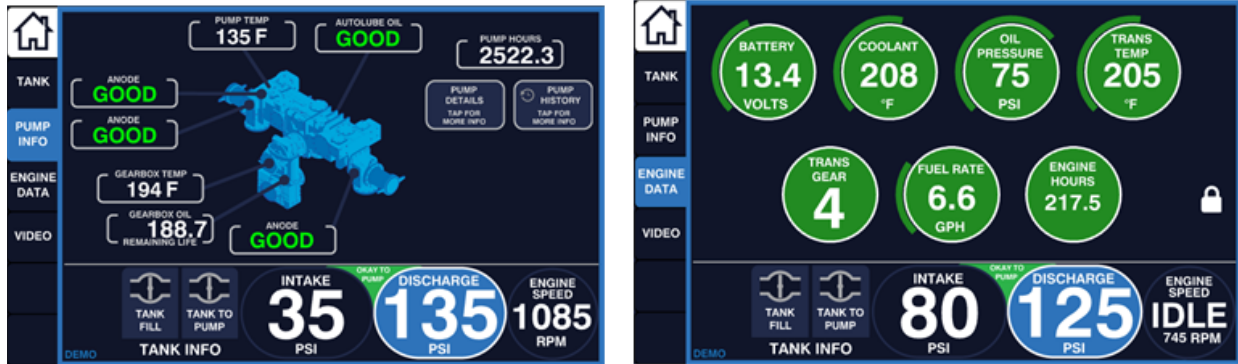 PUMP TEMP
135 F
AUTOLUBE OIL
GOOD
PUMP HOURS
2522.3
TANK
ANODE
GOOD
PUMP
DETAILS
TAP FOR
MORE INFO
PUMP
HISTORY
TAP FOR
MORE INFO
PUMP
INFO
ANODE
GOOD
ENGINE
DATA
GEARBOX TEMP
194 F
GEARBOX OIL
188.7
REMAINING LIFE
VIDEO
ANODE
GOOD
TANK
FILL
TANK TO
PUMP
TANK INFO
INTAKE
35
PSI
OKAY TO
PUMP
DISCHARGE
135
PSI
ENGINE
SPEED
1085
RPM
DEMO
TANK
PUMP
INFO
ENGINE
DATA
VIDEO
BATTERY
13.4
VOLTS
COOLANT
208
°F
OIL
PRESSURE
75
PSI
TRANS
TEMP
205
°F
TRANS
GEAR
4
FUEL RATE
6.6
GPH
ENGINE
HOURS
217.5
TANK
FILL
TANK TO
PUMP
TANK INFO
INTAKE
80
PSI
OKAY TO
PUMP
DISCHARGE
125
PSI
ENGINE
SPEED
IDLE
745 RPM
DEMO